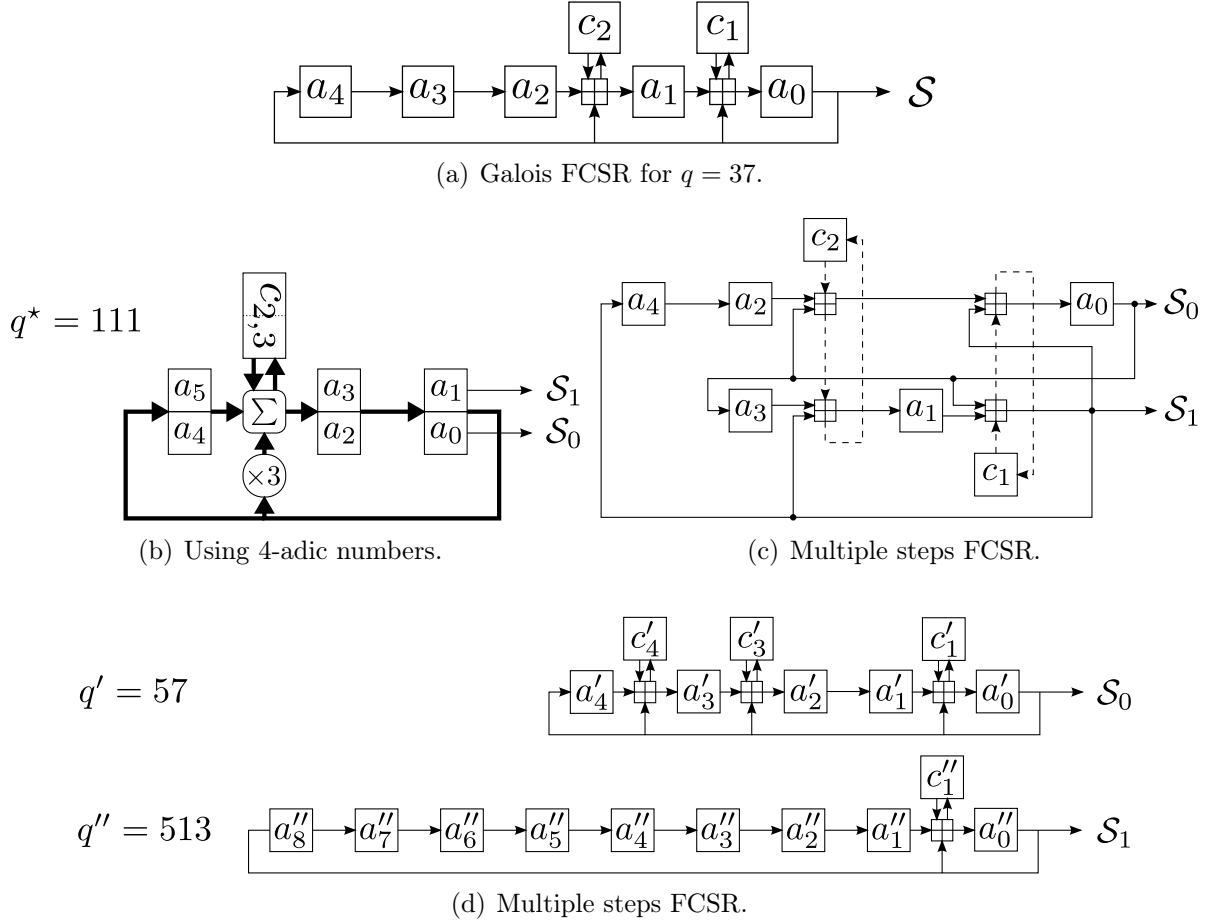 c₂ c₁
a₄ a₃ a₂ a₁ a₀ 𝒮
(a) Galois FCSR for q = 37.
q⋆ = 111
c₂,₃
a₅ a₃ a₁ 𝒮₁
∑
a₄ a₂ a₀ 𝒮₀
×3
(b) Using 4-adic numbers.
c₂
a₄ a₂ a₀ 𝒮₀
a₃ a₁ 𝒮₁
c₁
(c) Multiple steps FCSR.
c′₄ c′₃ c′₁
q′ = 57 a′₄ a′₃ a′₂ a′₁ a′₀ 𝒮₀
c″₁
q″ = 513 a″₈ a″₇ a″₆ a″₅ a″₄ a″₃ a″₂ a″₁ a″₀ 𝒮₁
(d) Multiple steps FCSR.